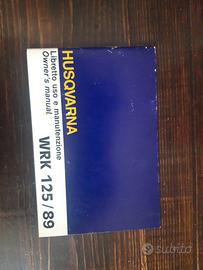 HUSQVARNA
Libretto uso e manutenzione
Owner's manual
WRK 125/89
subito